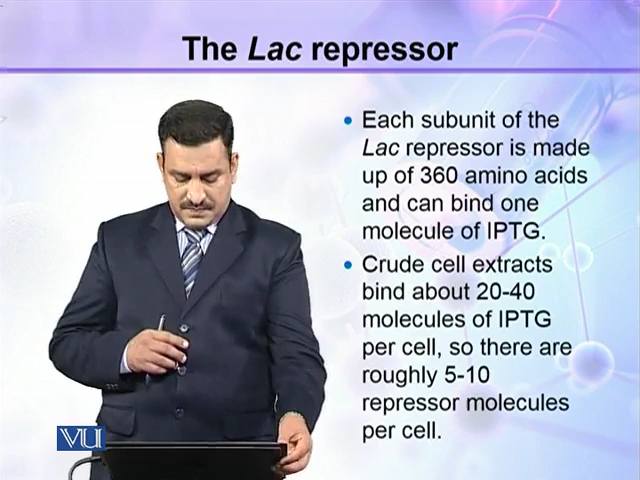 The Lac repressor
• Each subunit of the
Lac repressor is made
up of 360 amino acids
and can bind one
molecule of IPTG.
• Crude cell extracts
bind about 20-40
molecules of IPTG
per cell, so there are
roughly 5-10
repressor molecules
per cell.
VU